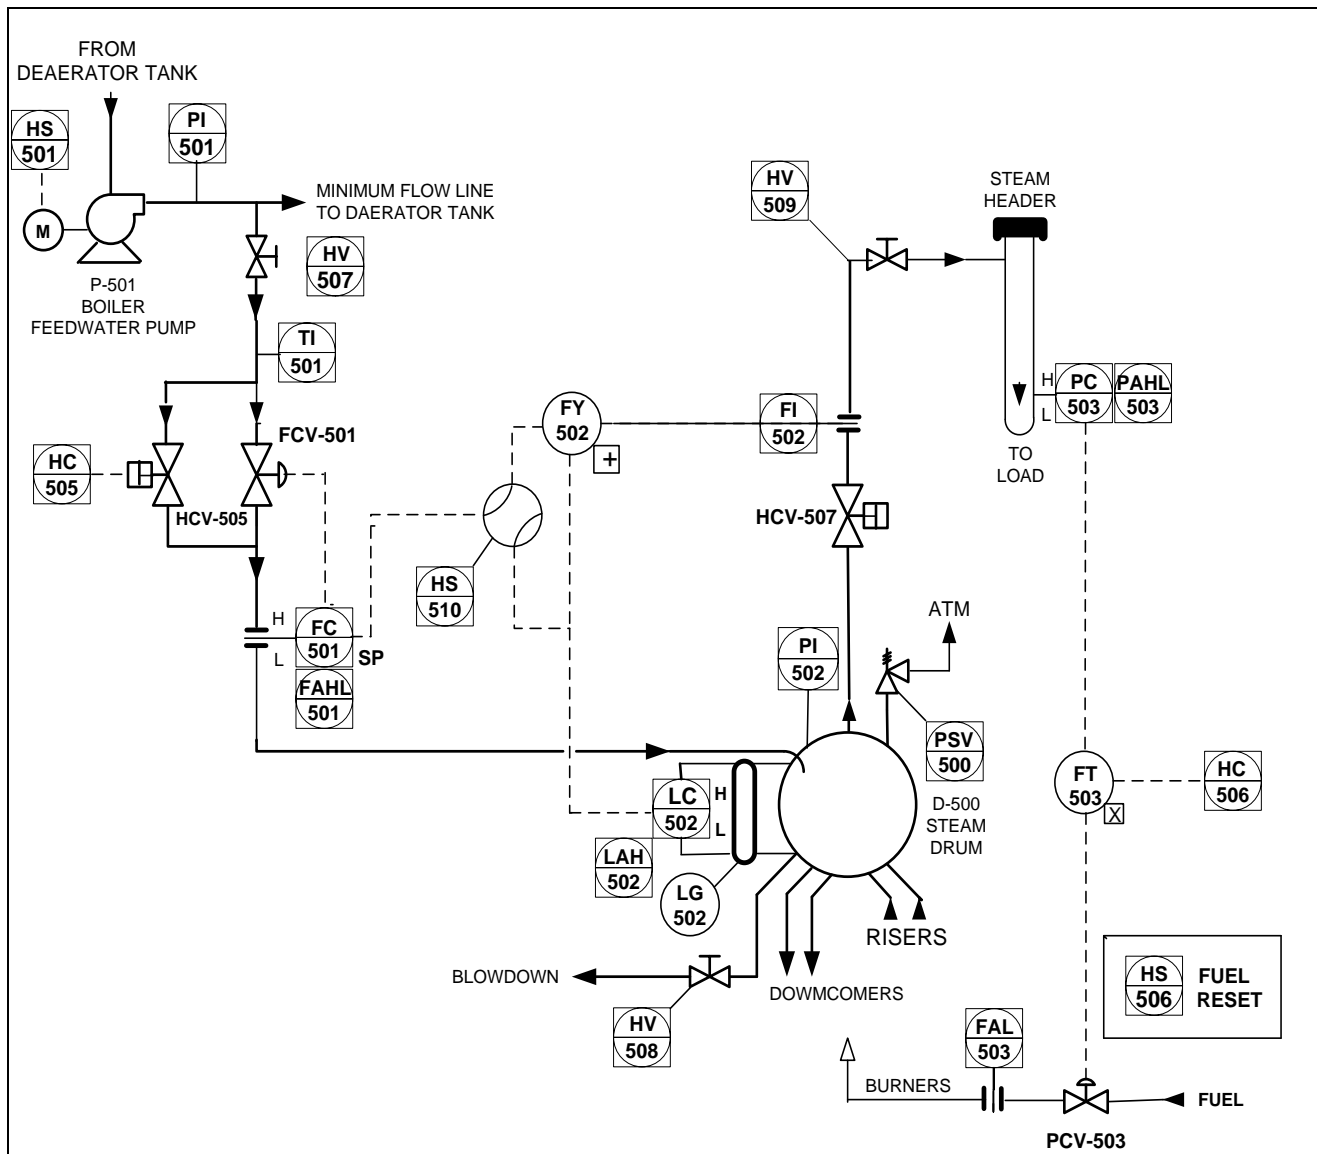 FROM
DEAERATOR TANK
HS
501
PI
501
M
MINIMUM FLOW LINE
TO DAERATOR TANK
P-501
BOILER
FEEDWATER PUMP
HV
507
TI
501
FCV-501
HC
505
HCV-505
FY
502
+
FI
502
HV
509
STEAM
HEADER
H
L
PC
503
PAHL
503
TO
LOAD
HCV-507
HS
510
H
L
FC
501
SP
FAHL
501
PI
502
ATM
PSV
500
D-500
STEAM
DRUM
LC
502
H
L
LAH
502
LG
502
FT
503
X
HC
506
RISERS
BLOWDOWN
DOWMCOMERS
HV
508
HS
506
FUEL
RESET
FAL
503
BURNERS
FUEL
PCV-503